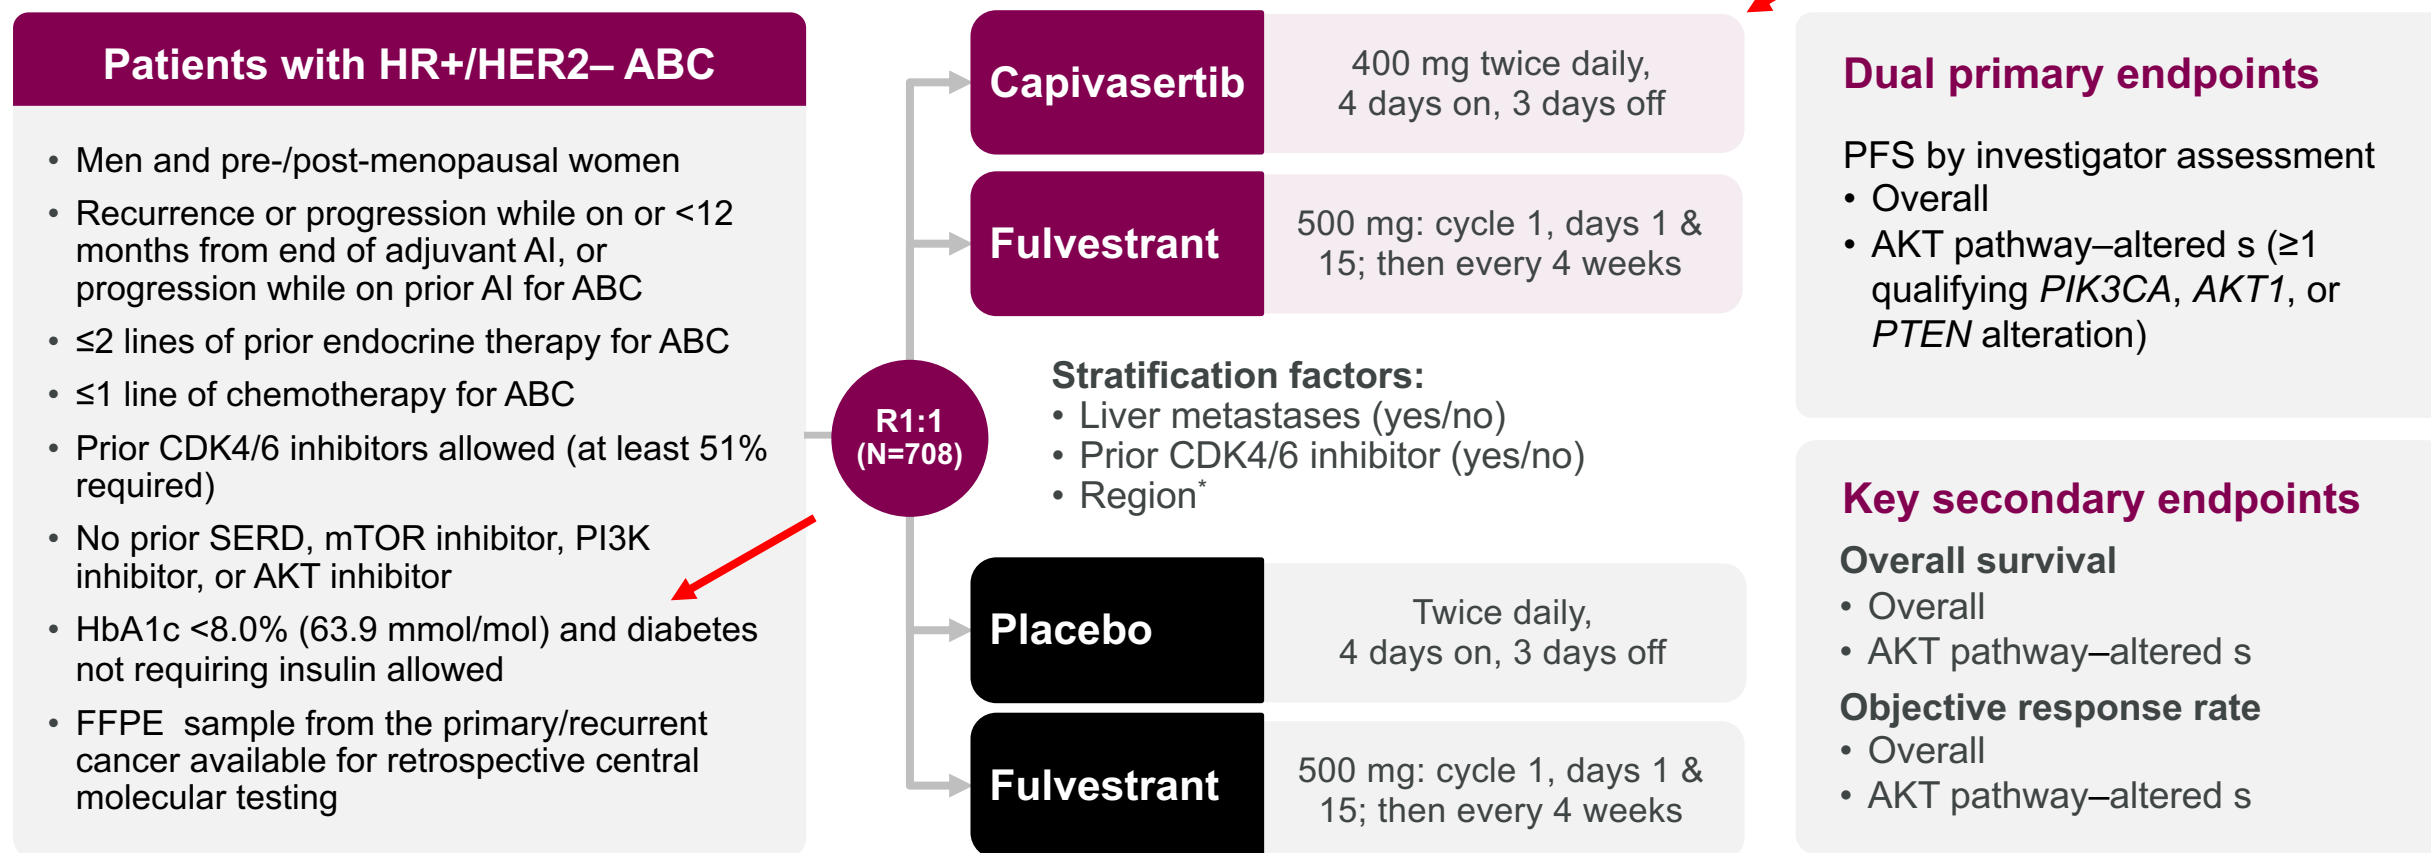 Patients with HR+/HER2– ABC
• Men and pre-/post-menopausal women
• Recurrence or progression while on or <12
months from end of adjuvant AI, or
progression while on prior AI for ABC
• ≤2 lines of prior endocrine therapy for ABC
• ≤1 line of chemotherapy for ABC
• Prior CDK4/6 inhibitors allowed (at least 51%
required)
• No prior SERD, mTOR inhibitor, PI3K
inhibitor, or AKT inhibitor
• HbA1c <8.0% (63.9 mmol/mol) and diabetes
not requiring insulin allowed
• FFPE sample from the primary/recurrent
cancer available for retrospective central
molecular testing
R1:1
(N=708)
Capivasertib
400 mg twice daily,
4 days on, 3 days off
Fulvestrant
500 mg: cycle 1, days 1 &
15; then every 4 weeks
Stratification factors:
• Liver metastases (yes/no)
• Prior CDK4/6 inhibitor (yes/no)
• Region*
Placebo
Twice daily,
4 days on, 3 days off
Fulvestrant
500 mg: cycle 1, days 1 &
15; then every 4 weeks
Dual primary endpoints
PFS by investigator assessment
• Overall
• AKT pathway–altered s (≥1
qualifying PIK3CA, AKT1, or
PTEN alteration)
Key secondary endpoints
Overall survival
• Overall
• AKT pathway–altered s
Objective response rate
• Overall
• AKT pathway–altered s